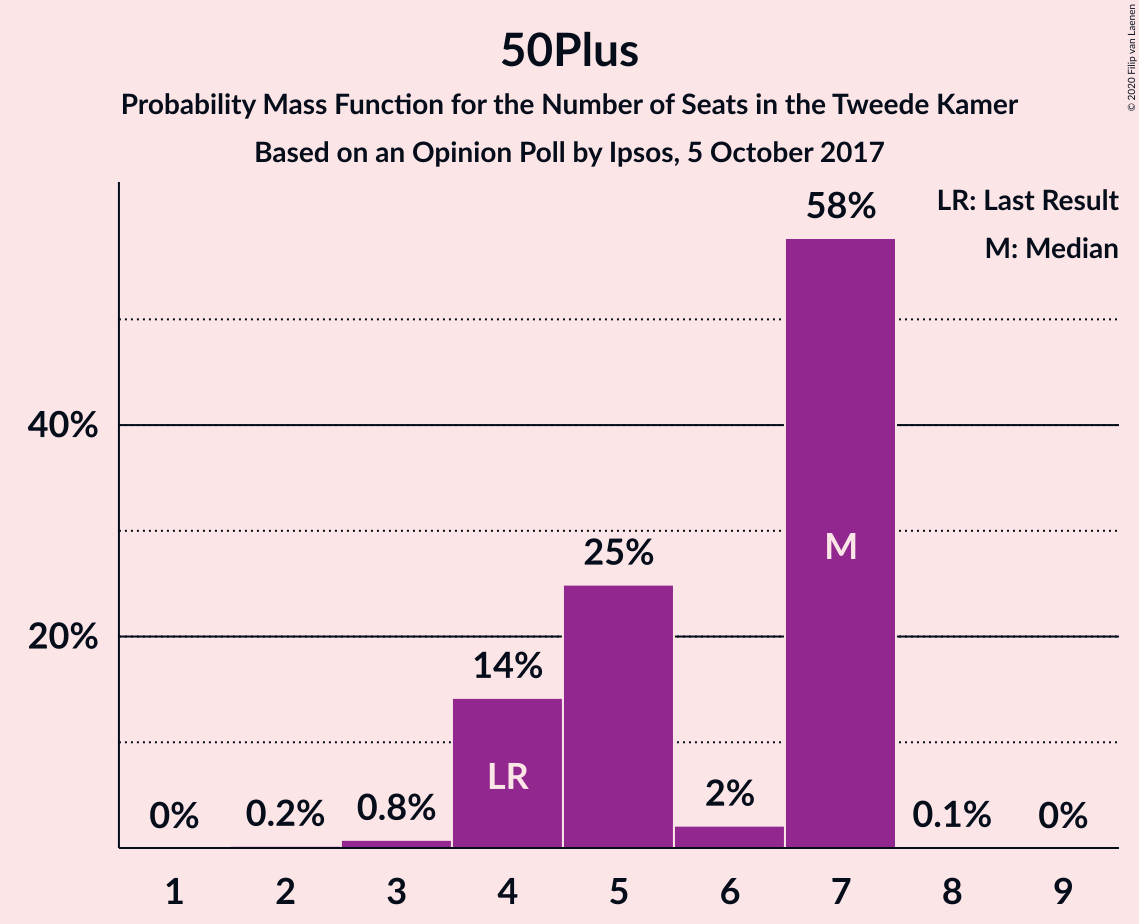 50Plus
Probability Mass Function for the Number of Seats in the Tweede Kamer
Based on an Opinion Poll by Ipsos, 5 October 2017
© 2020 Filip van Laenen
LR: Last Result
M: Median
58%
40%
25%
M
20%
14%
LR
0%
0.2%
0.8%
2%
0.1%
0%
1 2 3 4 5 6 7 8 9